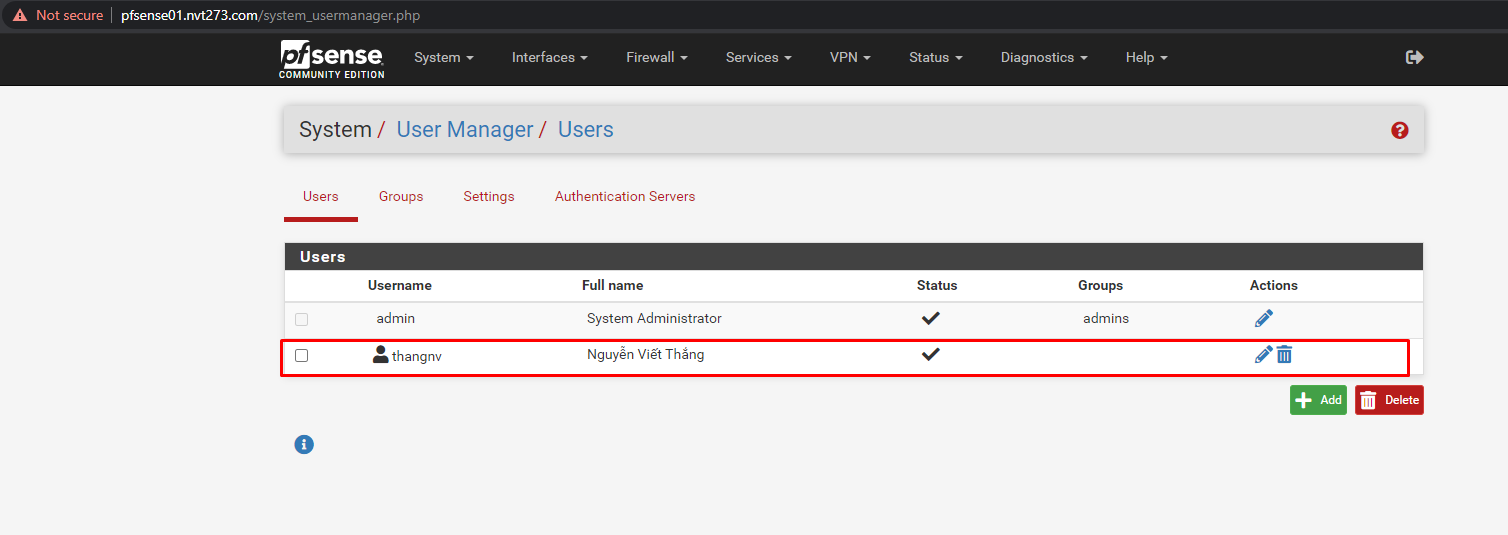 Not secure pfsense01.nvt273.com/system_usermanager.php
pfsense System Interfaces Firewall Services VPN Status Diagnostics Help
COMMUNITY EDITION
System / User Manager / Users
Users Groups Settings Authentication Servers
Users
Username Full name Status Groups Actions
admin System Administrator admins
thangnv Nguyễn Viết Thắng
Add Delete